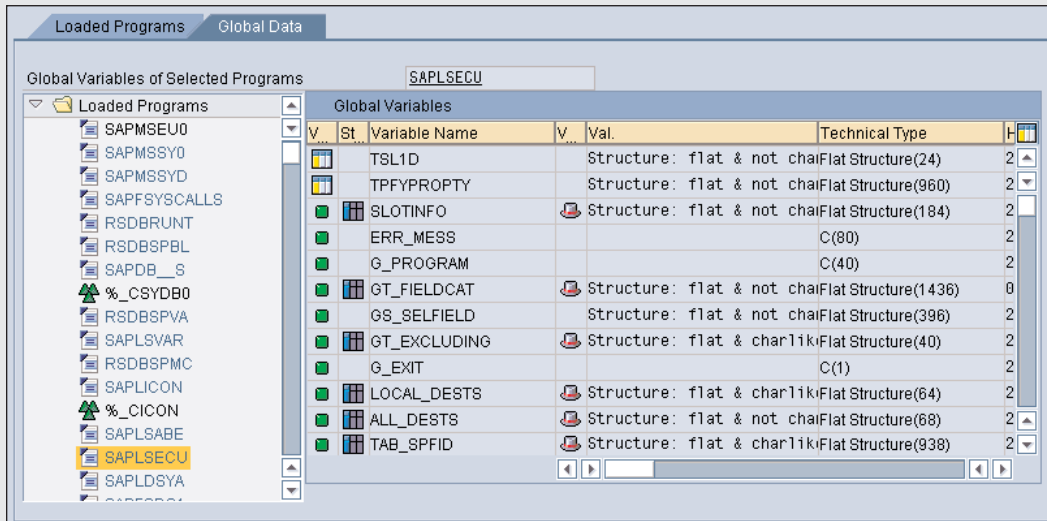 Loaded Programs Global Data
Global Variables of Selected Programs SAPLSECU
Loaded Programs
SAPMSEU0
SAPMSSY0
SAPMSSYD
SAPFSYSCALLS
RSDBRUNT
RSDBSPBL
SAPDB__S
%_CSYDB0
RSDBSPVA
SAPLSVAR
RSDBSPMC
SAPLICON
%_CICON
SAPLSABE
SAPLSECU
SAPLDSYA
Global Variables
V... St... Variable Name V... Val. Technical Type H
TSL1D Structure: flat & not cha Flat Structure(24) 2
TPFYPROPTY Structure: flat & not cha Flat Structure(960) 2
SLOTINFO Structure: flat & not cha Flat Structure(184) 2
ERR_MESS C(80) 2
G_PROGRAM C(40) 2
GT_FIELDCAT Structure: flat & not cha Flat Structure(1436) 0
GS_SELFIELD Structure: flat & not cha Flat Structure(396) 2
GT_EXCLUDING Structure: flat & charlik Flat Structure(40) 2
G_EXIT C(1) 2
LOCAL_DESTS Structure: flat & charlik Flat Structure(64) 2
ALL_DESTS Structure: flat & not cha Flat Structure(68) 2
TAB_SPFID Structure: flat & charlik Flat Structure(938) 2